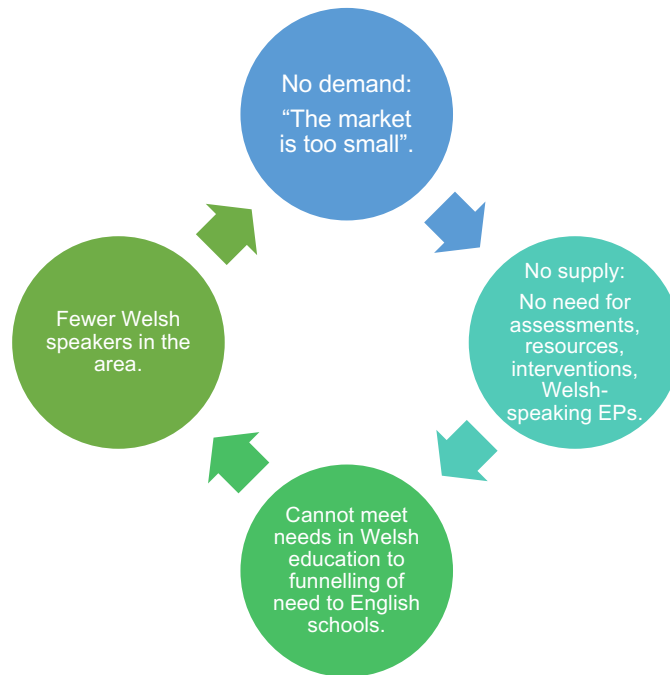 No demand:
“The market
is too small”.
No supply:
No need for
assessments,
resources,
interventions,
Welsh-
speaking EPs.
Cannot meet
needs in Welsh
education to
funnelling of
need to English
schools.
Fewer Welsh
speakers in the
area.